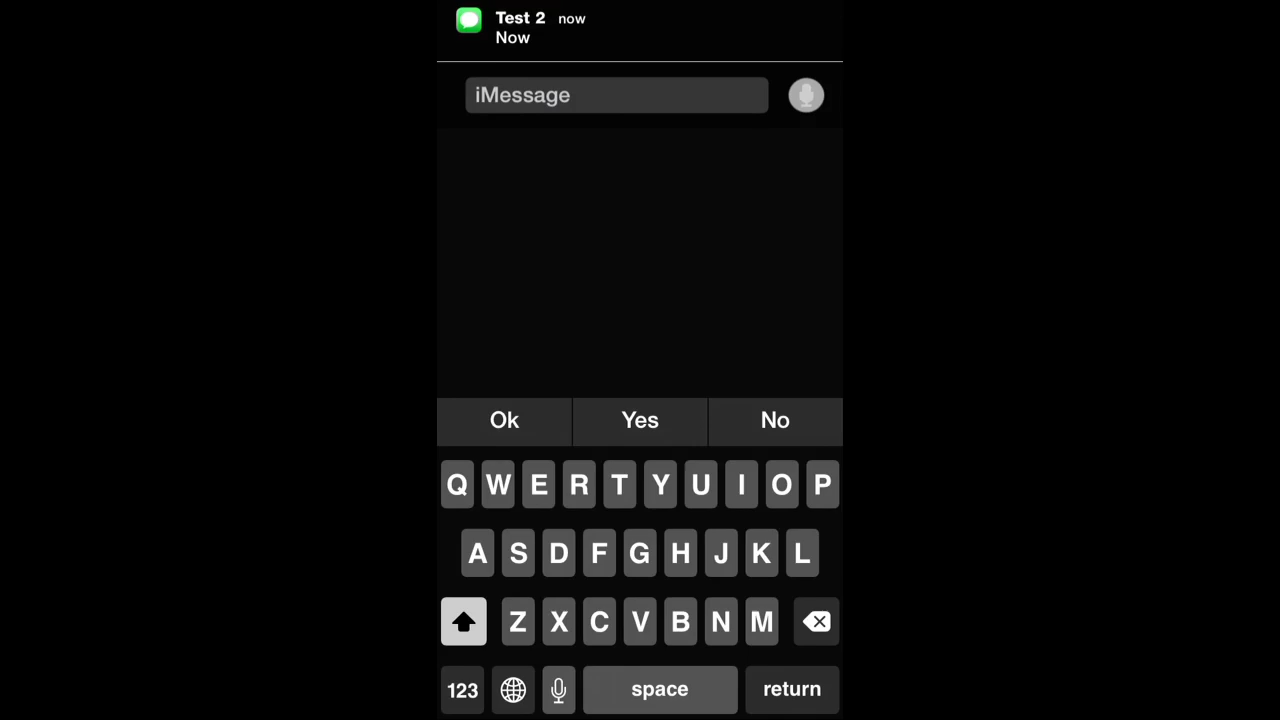 Test 2 now
Now
iMessage
Ok Yes No
Q W E R T Y U I O P
A S D F G H J K L
Z X C V B N M
123 space return